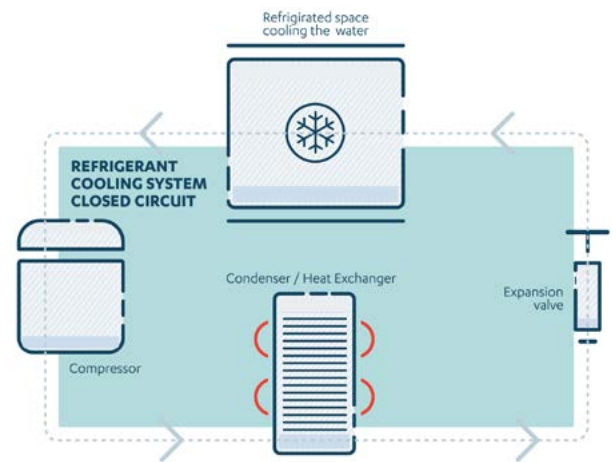 Refrigirated space
cooling the water
REFRIGERANT
COOLING SYSTEM
CLOSED CIRCUIT
Condenser / Heat Exchanger
Expansion
valve
Compressor